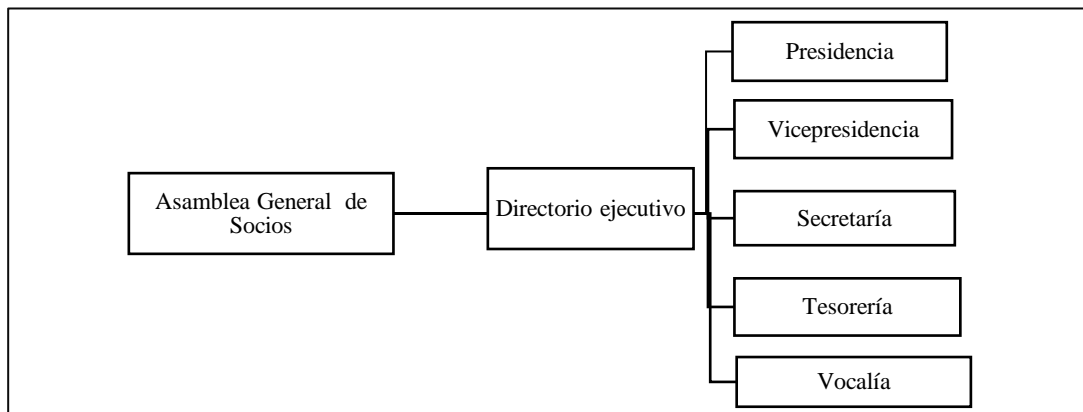 Asamblea General de
Socios
Directorio ejecutivo
Presidencia
Vicepresidencia
Secretaría
Tesorería
Vocalía